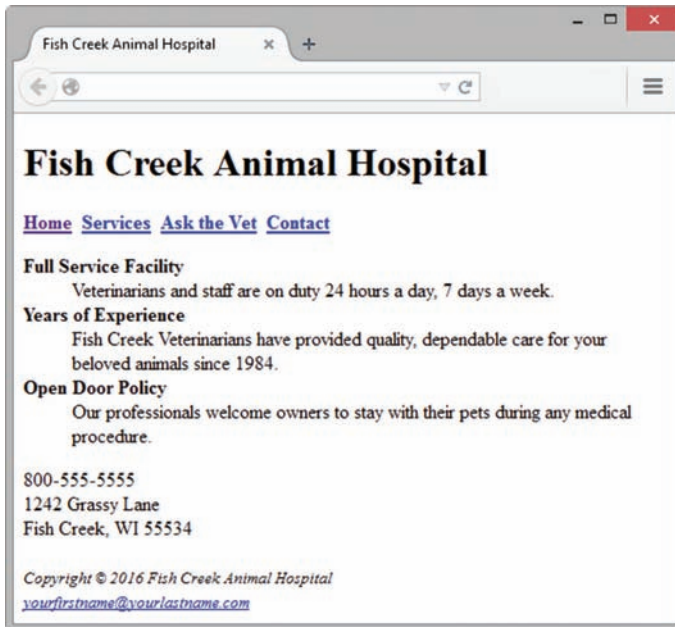 Fish Creek Animal Hospital
Fish Creek Animal Hospital
Home Services Ask the Vet Contact
Full Service Facility
Veterinarians and staff are on duty 24 hours a day, 7 days a week.
Years of Experience
Fish Creek Veterinarians have provided quality, dependable care for your
beloved animals since 1984.
Open Door Policy
Our professionals welcome owners to stay with their pets during any medical
procedure.
800-555-5555
1242 Grassy Lane
Fish Creek, WI 55534
Copyright © 2016 Fish Creek Animal Hospital
yourfirstname@yourlastname.com